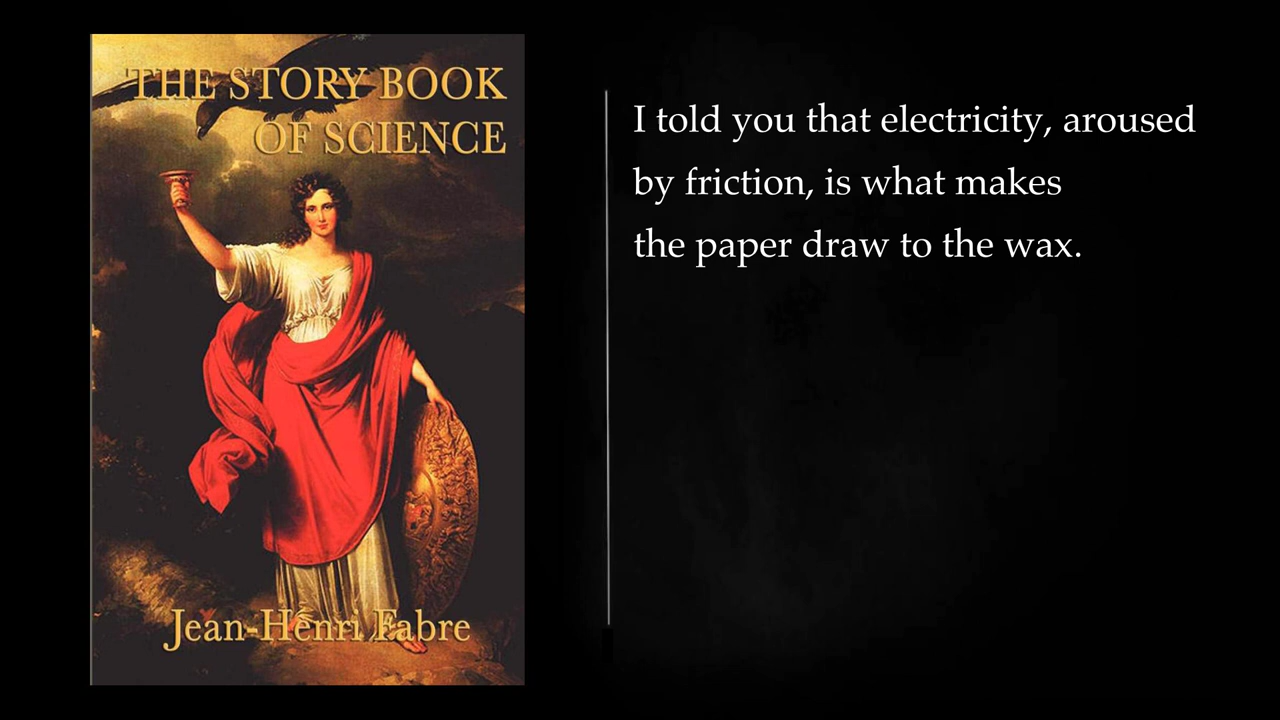 THE STORY BOOK
OF SCIENCE
Jean-Henri Fabre
I told you that electricity, aroused
by friction, is what makes
the paper draw to the wax.